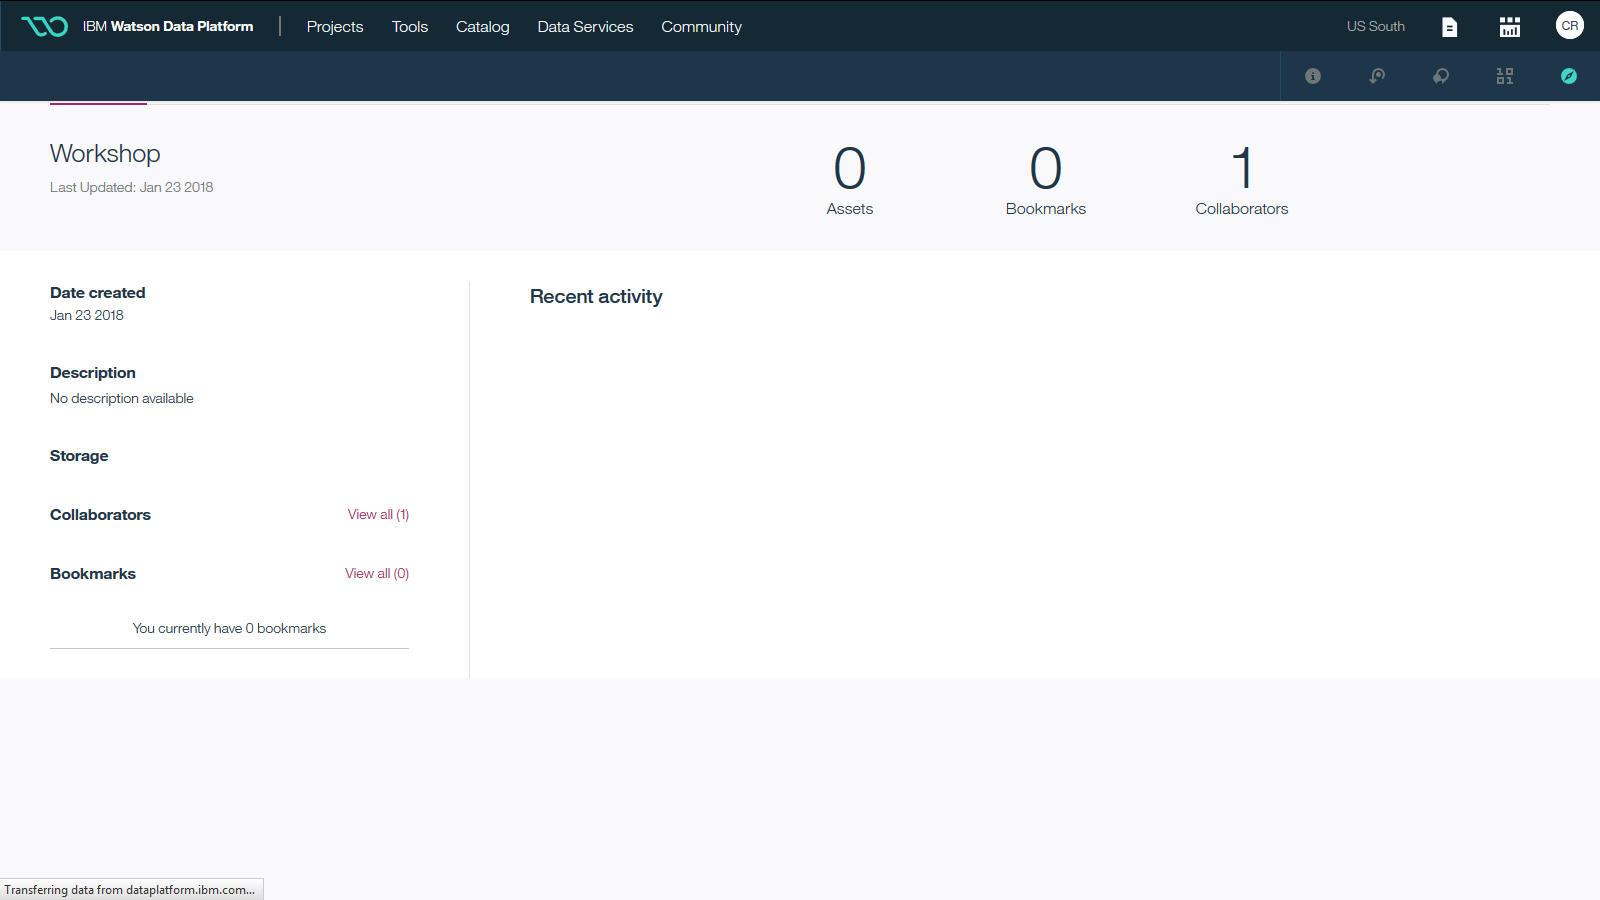 IBM Watson Data Platform | Projects Tools Catalog Data Services Community US South CR
Workshop
Last Updated: Jan 23 2018
0
Assets
0
Bookmarks
1
Collaborators
Date created
Jan 23 2018
Description
No description available
Storage
Collaborators View all (1)
Bookmarks View all (0)
You currently have 0 bookmarks
Recent activity
Transferring data from dataplatform.ibm.com...